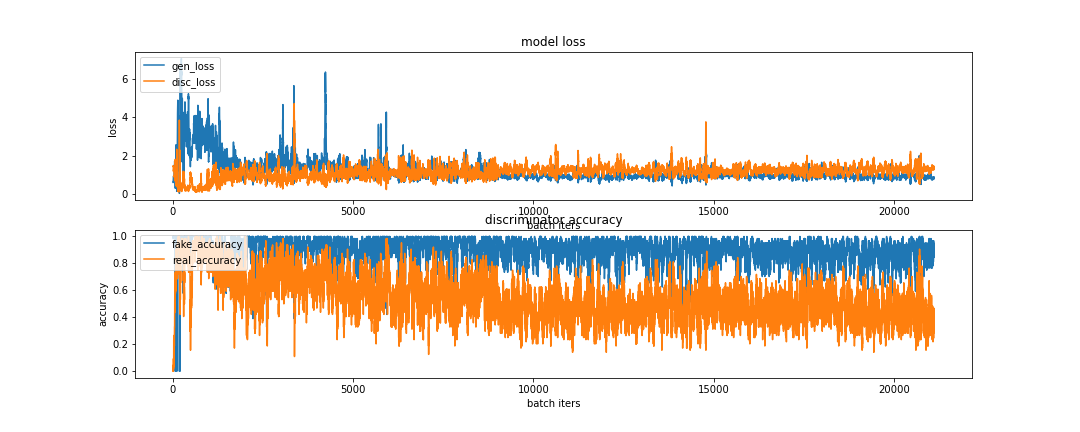 model loss
gen_loss
disc_loss
loss
6
4
2
0
0 5000 10000 15000 20000
batch iters
discriminator accuracy
fake_accuracy
real_accuracy
accuracy
1.0
0.8
0.6
0.4
0.2
0.0
0 5000 10000 15000 20000
batch iters